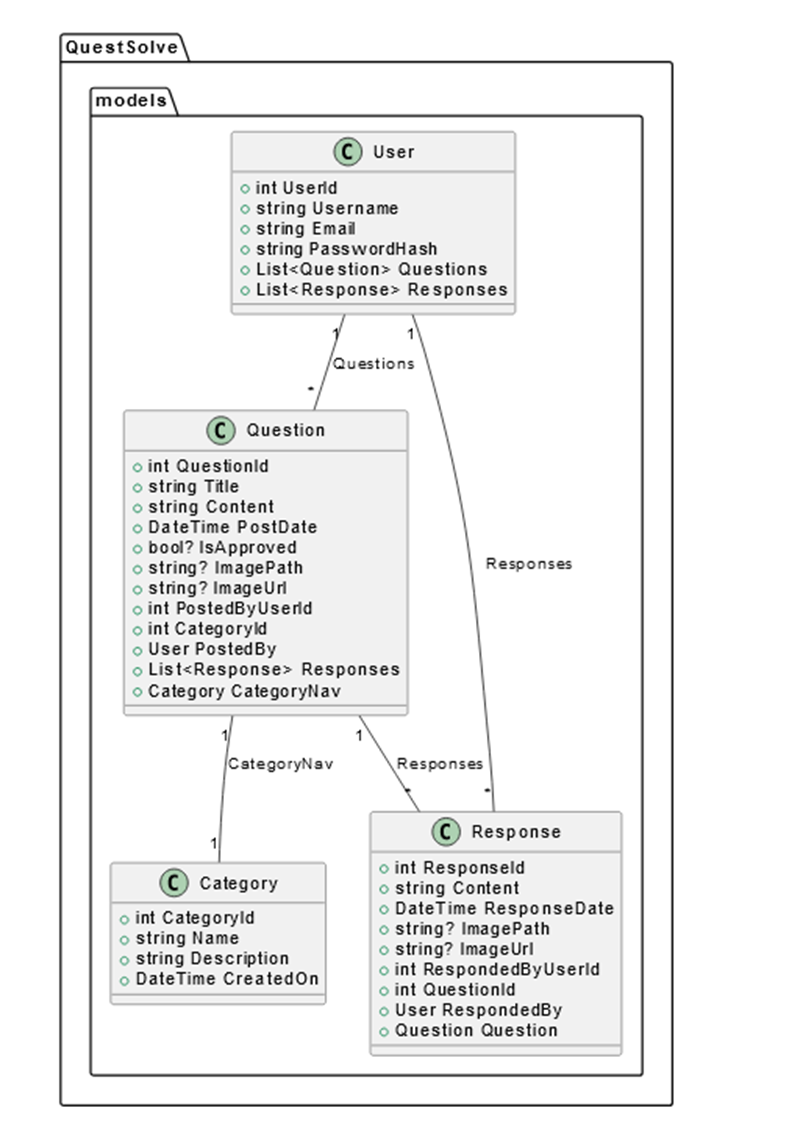 QuestSolve
models
C User
int UserId
string Username
string Email
string PasswordHash
List<Question> Questions
List<Response> Responses
1
1
Questions
*
C Question
int QuestionId
string Title
string Content
DateTime PostDate
bool? IsApproved
string? ImagePath
string? ImageUrl
int PostedByUserId
int CategoryId
User PostedBy
List<Response> Responses
Category CategoryNav
Responses
1
1
CategoryNav
Responses
*
*
1
C Category
int CategoryId
string Name
string Description
DateTime CreatedOn
C Response
int ResponseId
string Content
DateTime ResponseDate
string? ImagePath
string? ImageUrl
int RespondedByUserId
int QuestionId
User RespondedBy
Question Question